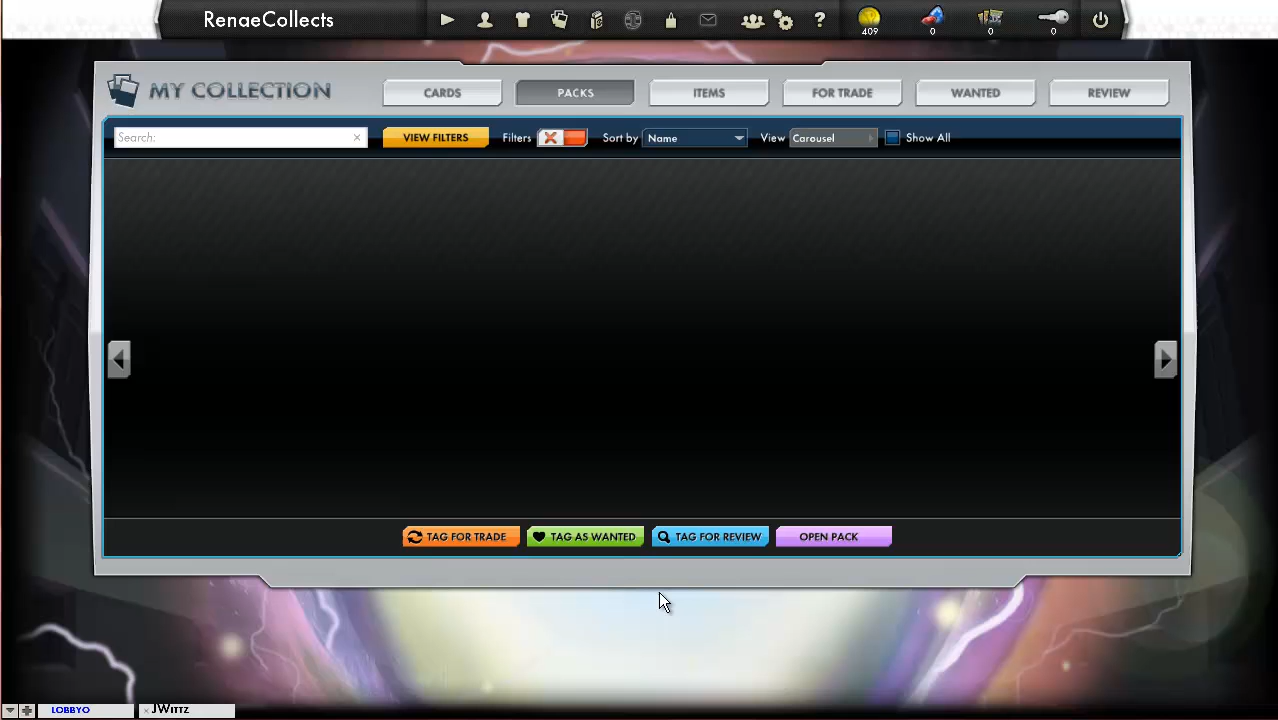 RenaeCollects
?
409
0
0
0
MY COLLECTION
CARDS
PACKS
ITEMS
FOR TRADE
WANTED
REVIEW
Search:
VIEW FILTERS
Filters
Sort by
Name
View
Carousel
Show All
TAG FOR TRADE
TAG AS WANTED
TAG FOR REVIEW
OPEN PACK
LOBBYO
JWITTZ